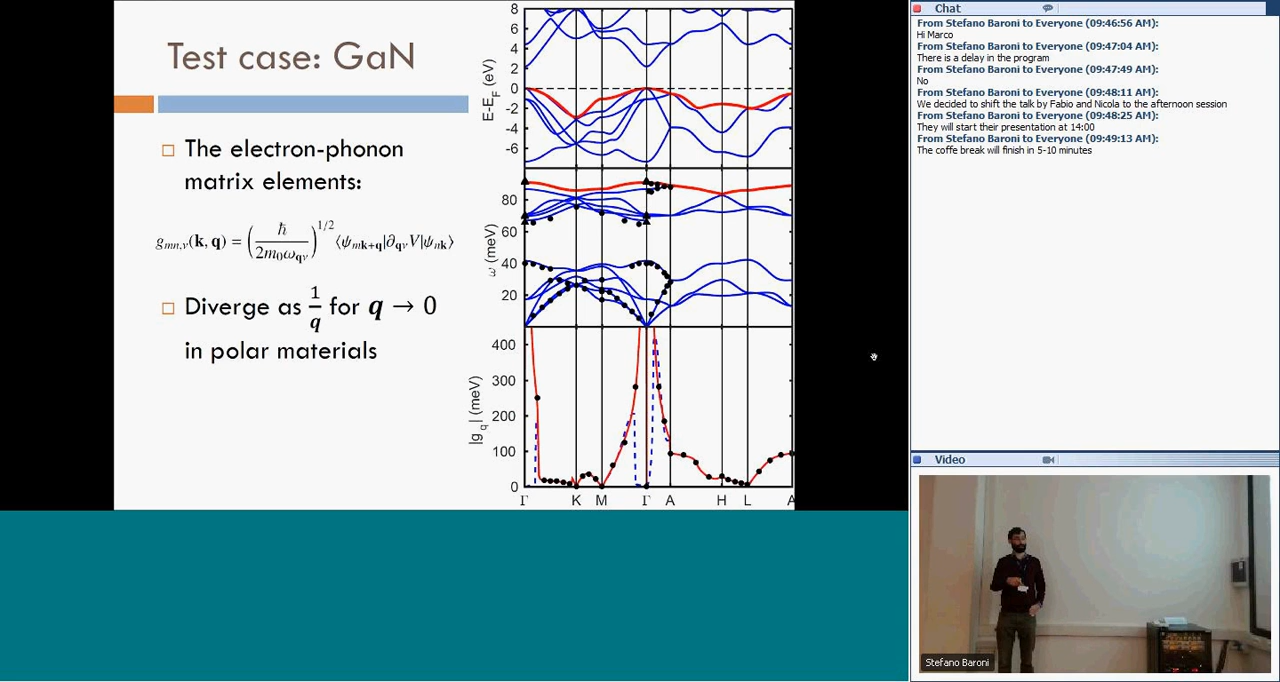 Test case: GaN
□ The electron-phonon
matrix elements:
g_{mn,ν}(k, q) = (ħ / 2m₀ω_{qν})^{1/2} ⟨ψ_{mk+q}|∂_{qν}V|ψ_{nk}⟩
□ Diverge as 1/q for q → 0
in polar materials
E-E_F (eV)
8
6
4
2
0
-2
-4
-6
ω (meV)
80
60
40
20
|g_q| (meV)
400
300
200
100
0
Γ K M Γ A H L A
Chat
From Stefano Baroni to Everyone (09:46:56 AM):
Hi Marco
From Stefano Baroni to Everyone (09:47:04 AM):
There is a delay in the program
From Stefano Baroni to Everyone (09:47:49 AM):
No
From Stefano Baroni to Everyone (09:48:11 AM):
We decided to shift the talk by Fabio and Nicola to the afternoon session
From Stefano Baroni to Everyone (09:48:25 AM):
They will start their presentation at 14:00
From Stefano Baroni to Everyone (09:49:13 AM):
The coffe break will finish in 5-10 minutes
Video
Stefano Baroni